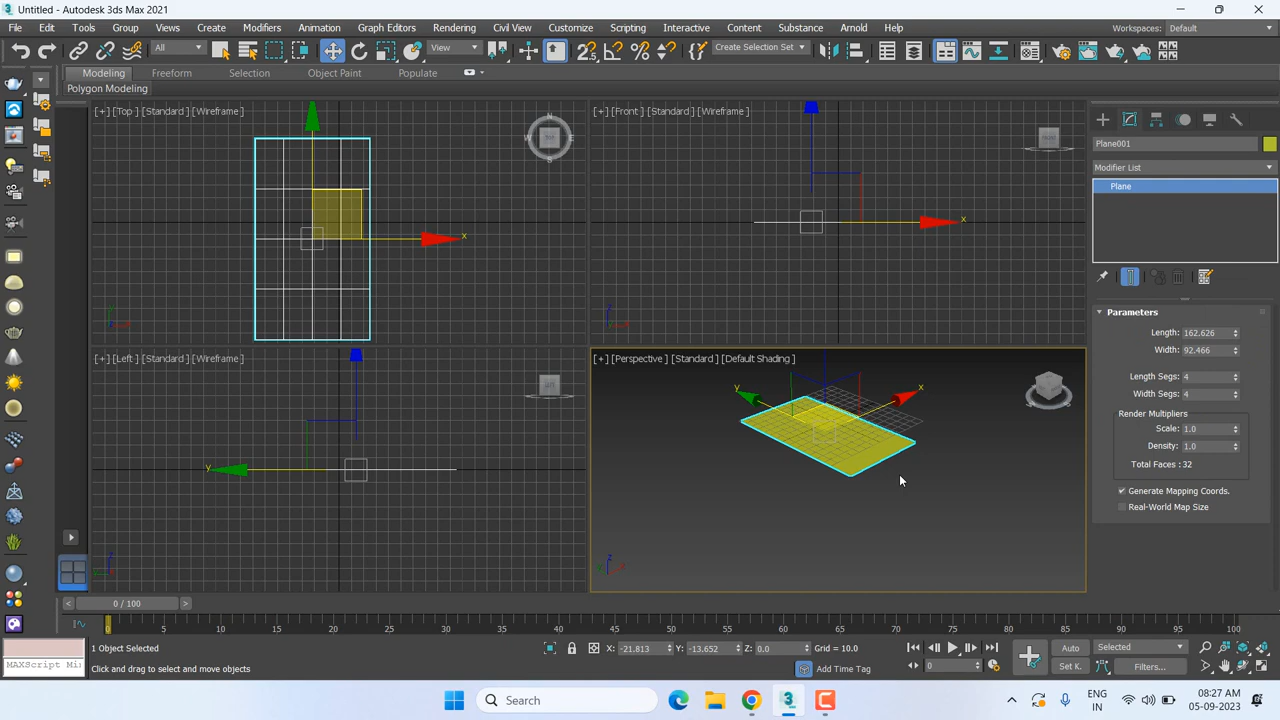 Untitled - Autodesk 3ds Max 2021
File Edit Tools Group Views Create Modifiers Animation Graph Editors Rendering Civil View Customize Scripting Interactive Content Substance Arnold Help
Workspaces: Default
All View Create Selection Set
Modeling Freeform Selection Object Paint Populate
Polygon Modeling
[+] [Top] [Standard] [Wireframe]
[+] [Front] [Standard] [Wireframe]
N
W E
S
x
x
Plane001
Modifier List
Plane
Parameters
Length: 162.626
Width: 92.466
Length Segs: 4
Width Segs: 4
Render Multipliers
Scale: 1.0
Density: 1.0
Total Faces : 32
Generate Mapping Coords.
Real-World Map Size
[+] [Left] [Standard] [Wireframe]
[+] [Perspective] [Standard] [Default Shading]
y
y x
z
< 0 / 100 >
0 5 10 15 20 25 30 35 40 45 50 55 60 65 70 75 80 85 90 95 100
1 Object Selected
X: -21.813 Y: -13.652 Z: 0.0 Grid = 10.0
Auto Selected
MAXScript Mi
Click and drag to select and move objects
Add Time Tag
0
Set K. Filters...
Search
ENG
IN
08:27 AM
05-09-2023